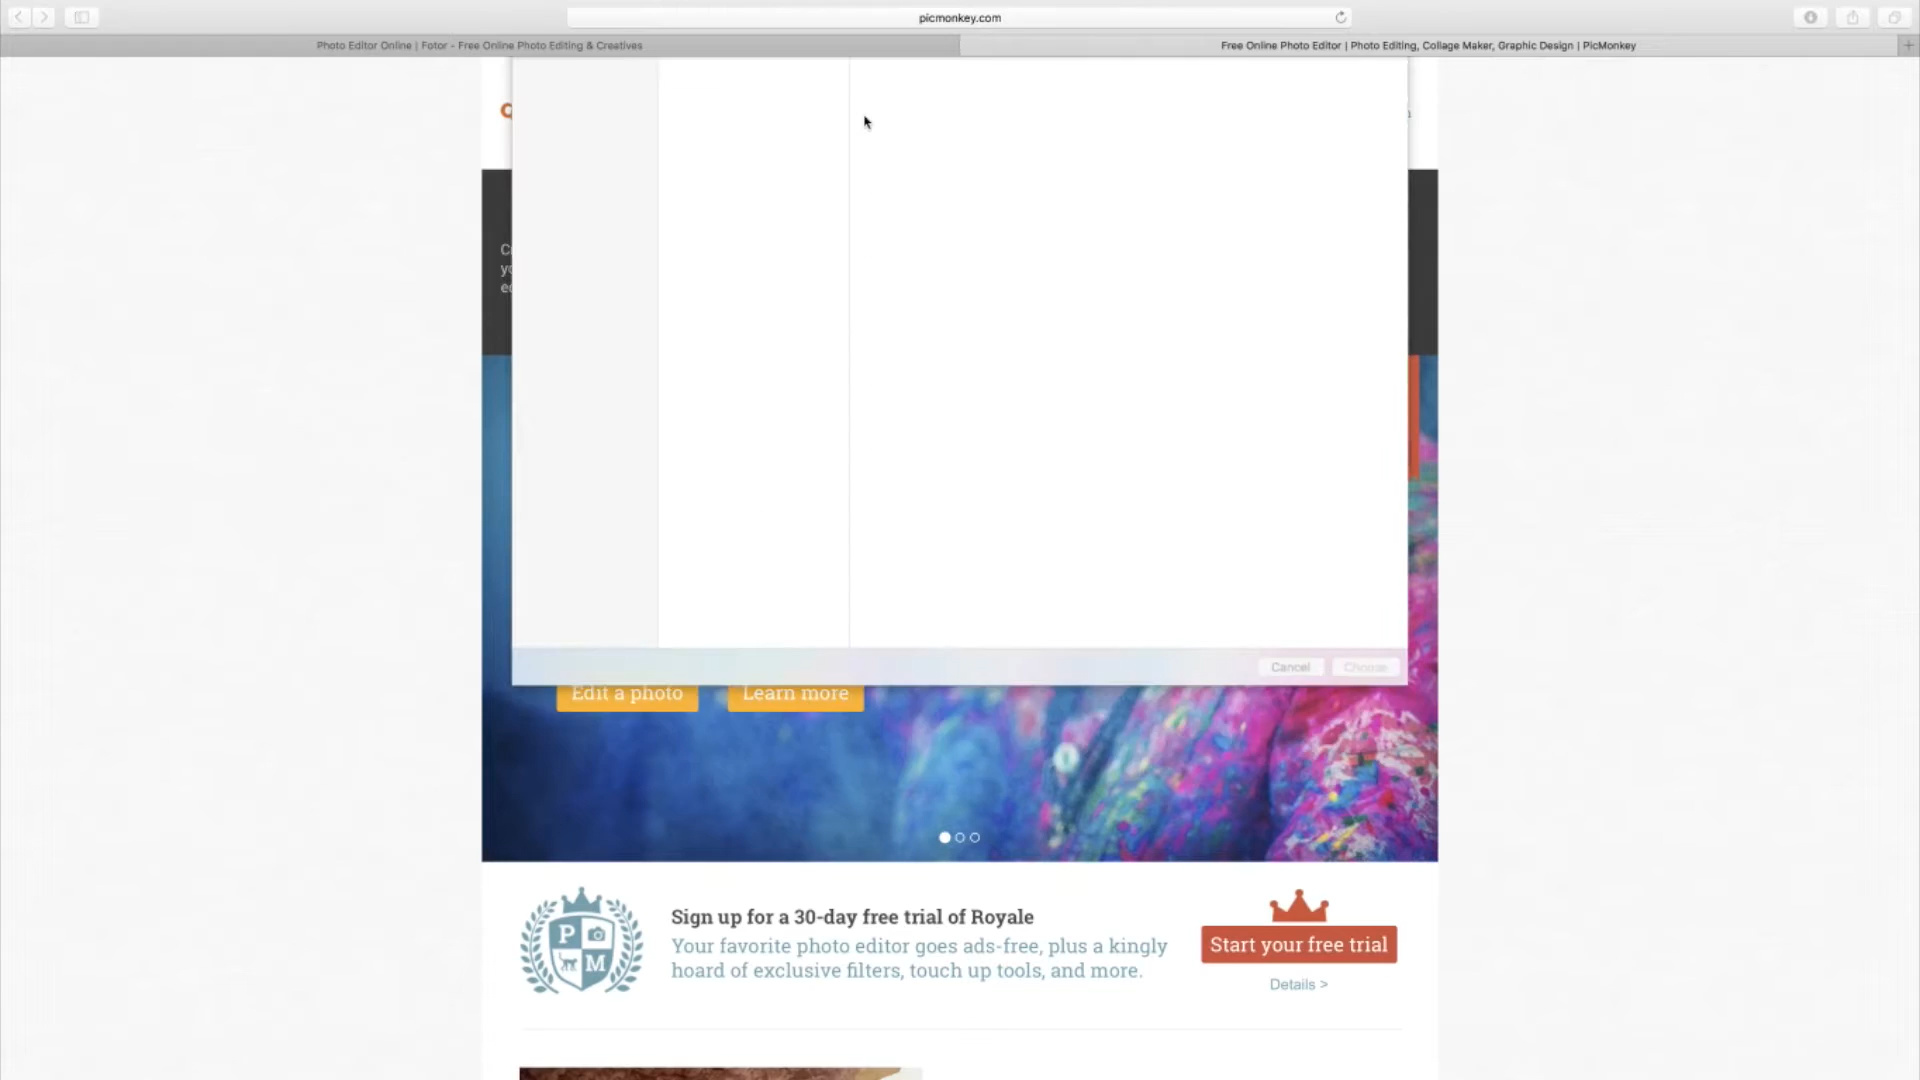 picmonkey.com
Photo Editor Online | Fotor - Free Online Photo Editing & Creatives
Free Online Photo Editor | Photo Editing, Collage Maker, Graphic Design | PicMonkey
Cancel
Choose
Edit a photo
Learn more
P
M
Sign up for a 30-day free trial of Royale
Your favorite photo editor goes ads-free, plus a kingly
hoard of exclusive filters, touch up tools, and more.
Start your free trial
Details >